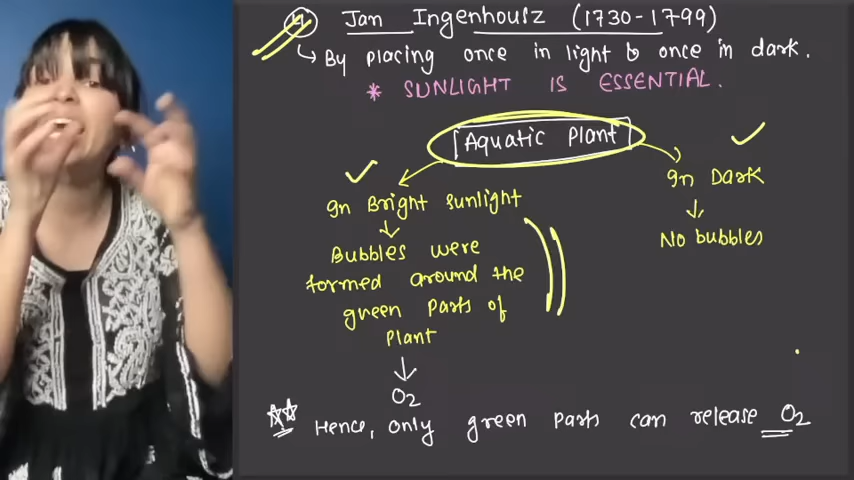 4 Jan Ingenhousz (1730-1799)
↳ By placing once in light & once in dark.
* SUNLIGHT IS ESSENTIAL.
Aquatic Plant
In Bright sunlight
In Dark
↓
No bubbles
↓
Bubbles were
formed around the
green parts of
plant
↓
O2
Hence, only green parts can release O2